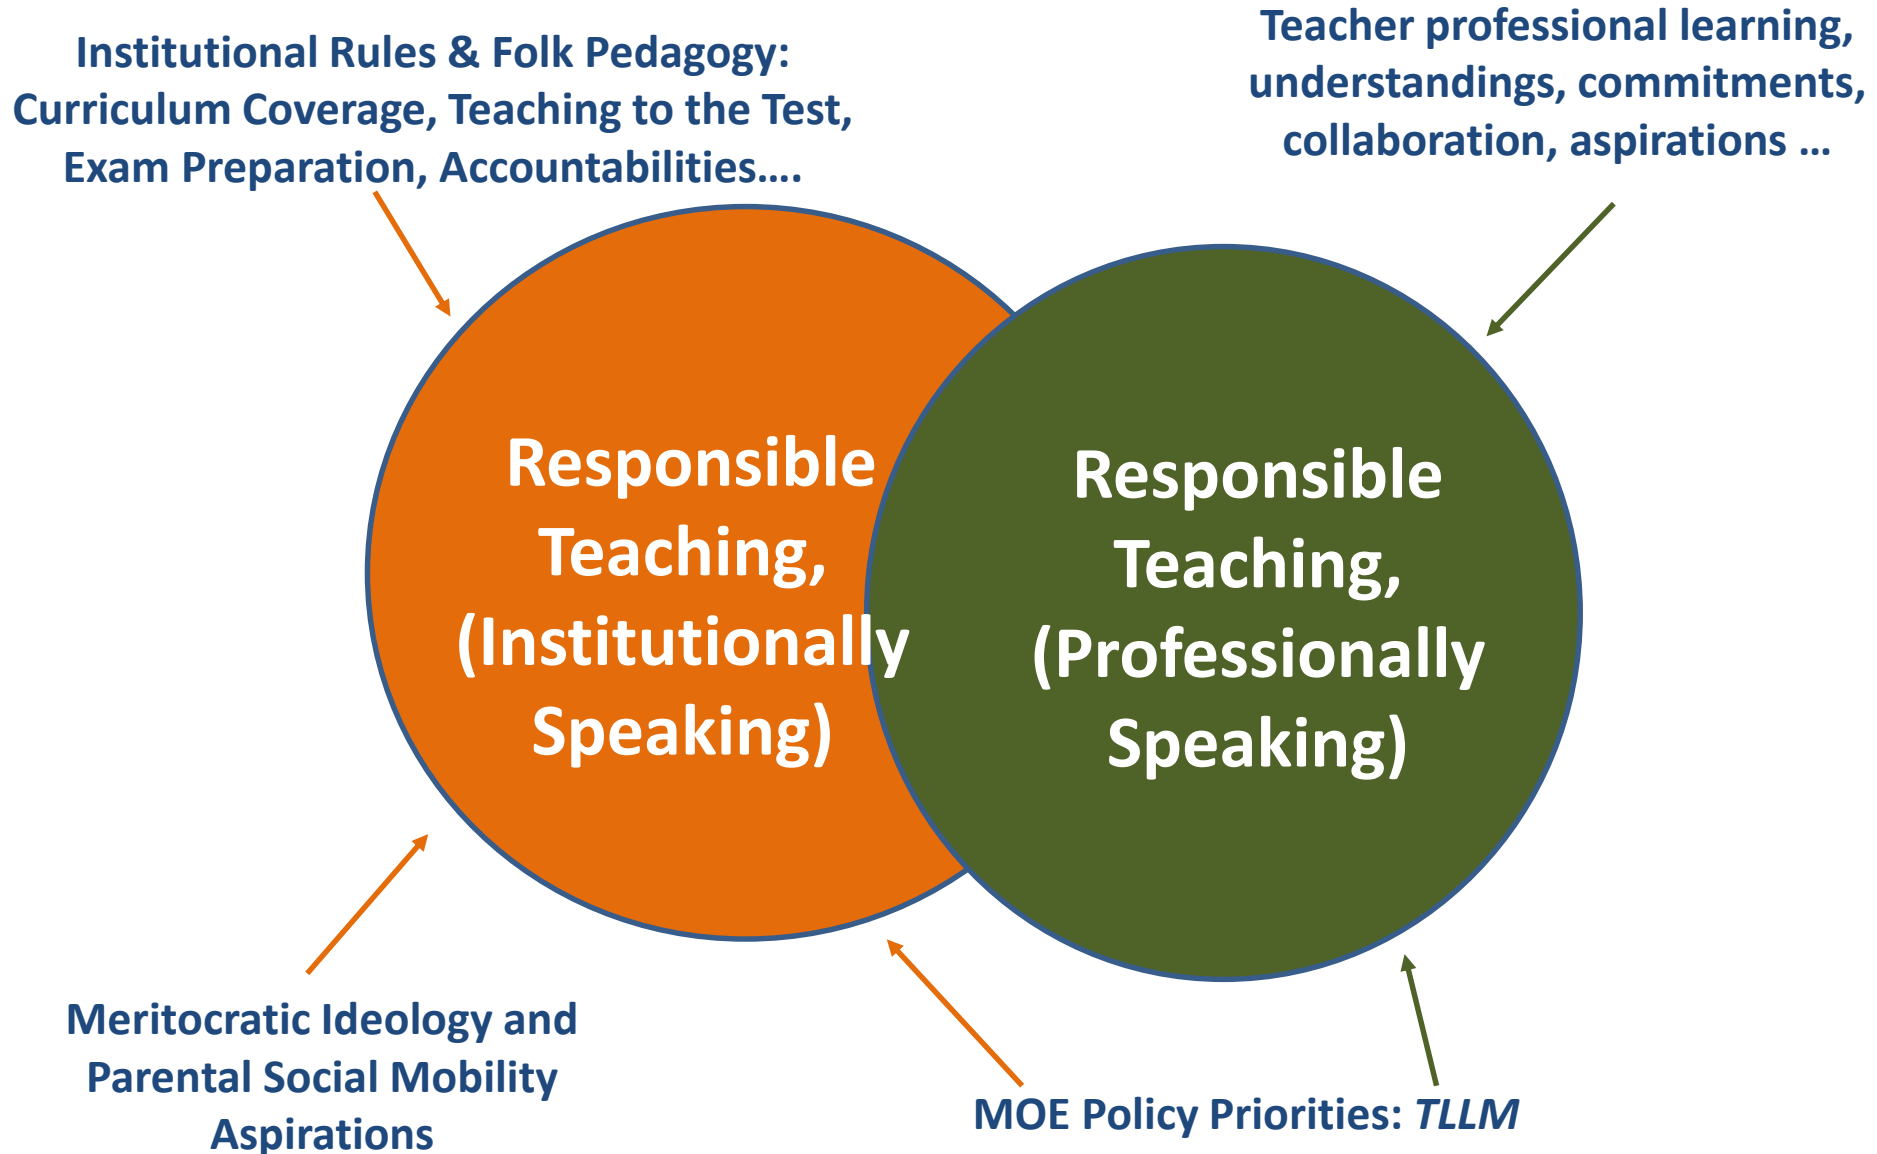 Institutional Rules & Folk Pedagogy:
Curriculum Coverage, Teaching to the Test,
Exam Preparation, Accountabilities....
Teacher professional learning,
understandings, commitments,
collaboration, aspirations ...
Responsible
Teaching,
(Institutionally
Speaking)
Responsible
Teaching,
(Professionally
Speaking)
Meritocratic Ideology and
Parental Social Mobility
Aspirations
MOE Policy Priorities: TLLM